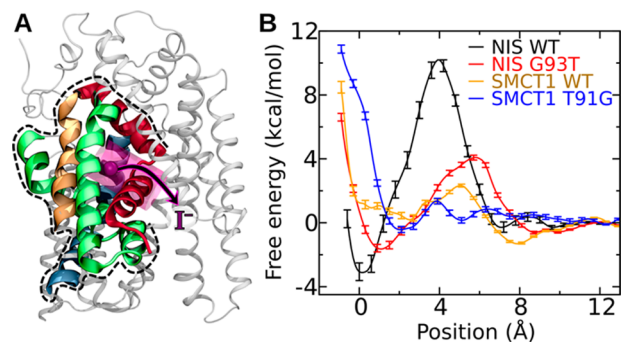 A
I-
B
Free energy (kcal/mol)
12
8
4
0
-4
NIS WT
NIS G93T
SMCT1 WT
SMCT1 T91G
0 4 8 12
Position (Å)